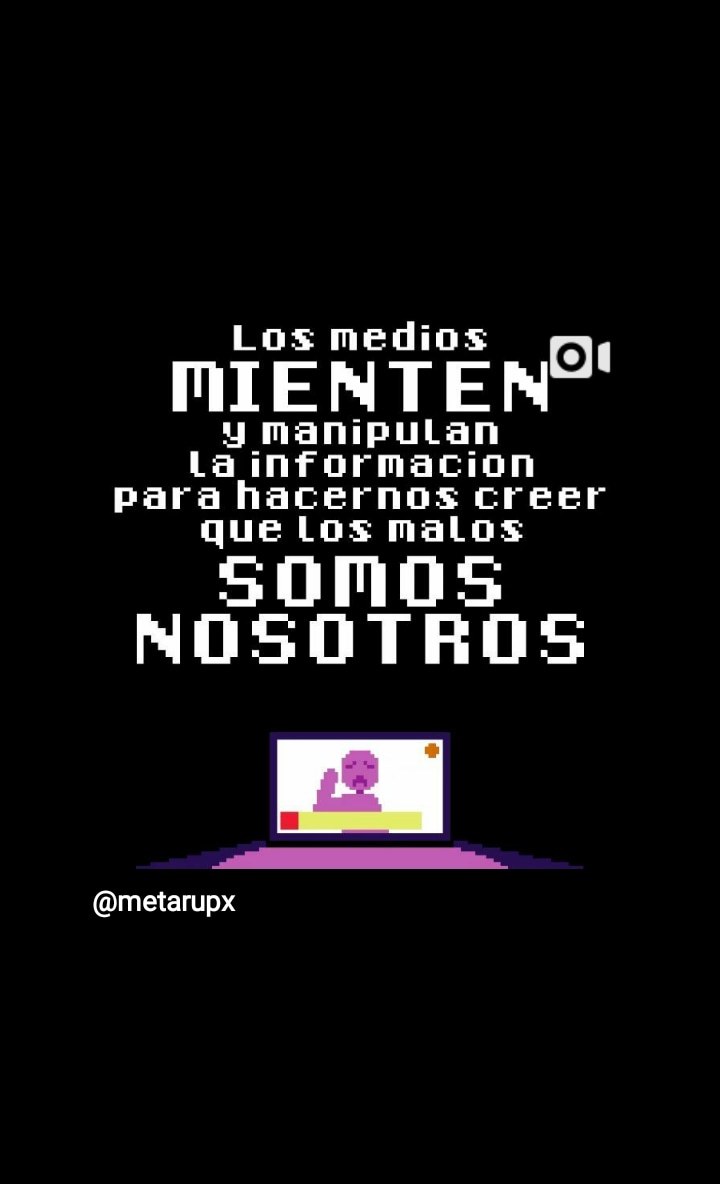 Los medios
MIENTEN
y manipulan
la informacion
para hacernos creer
que los malos
SOMOS
NOSOTROS
@metarupx